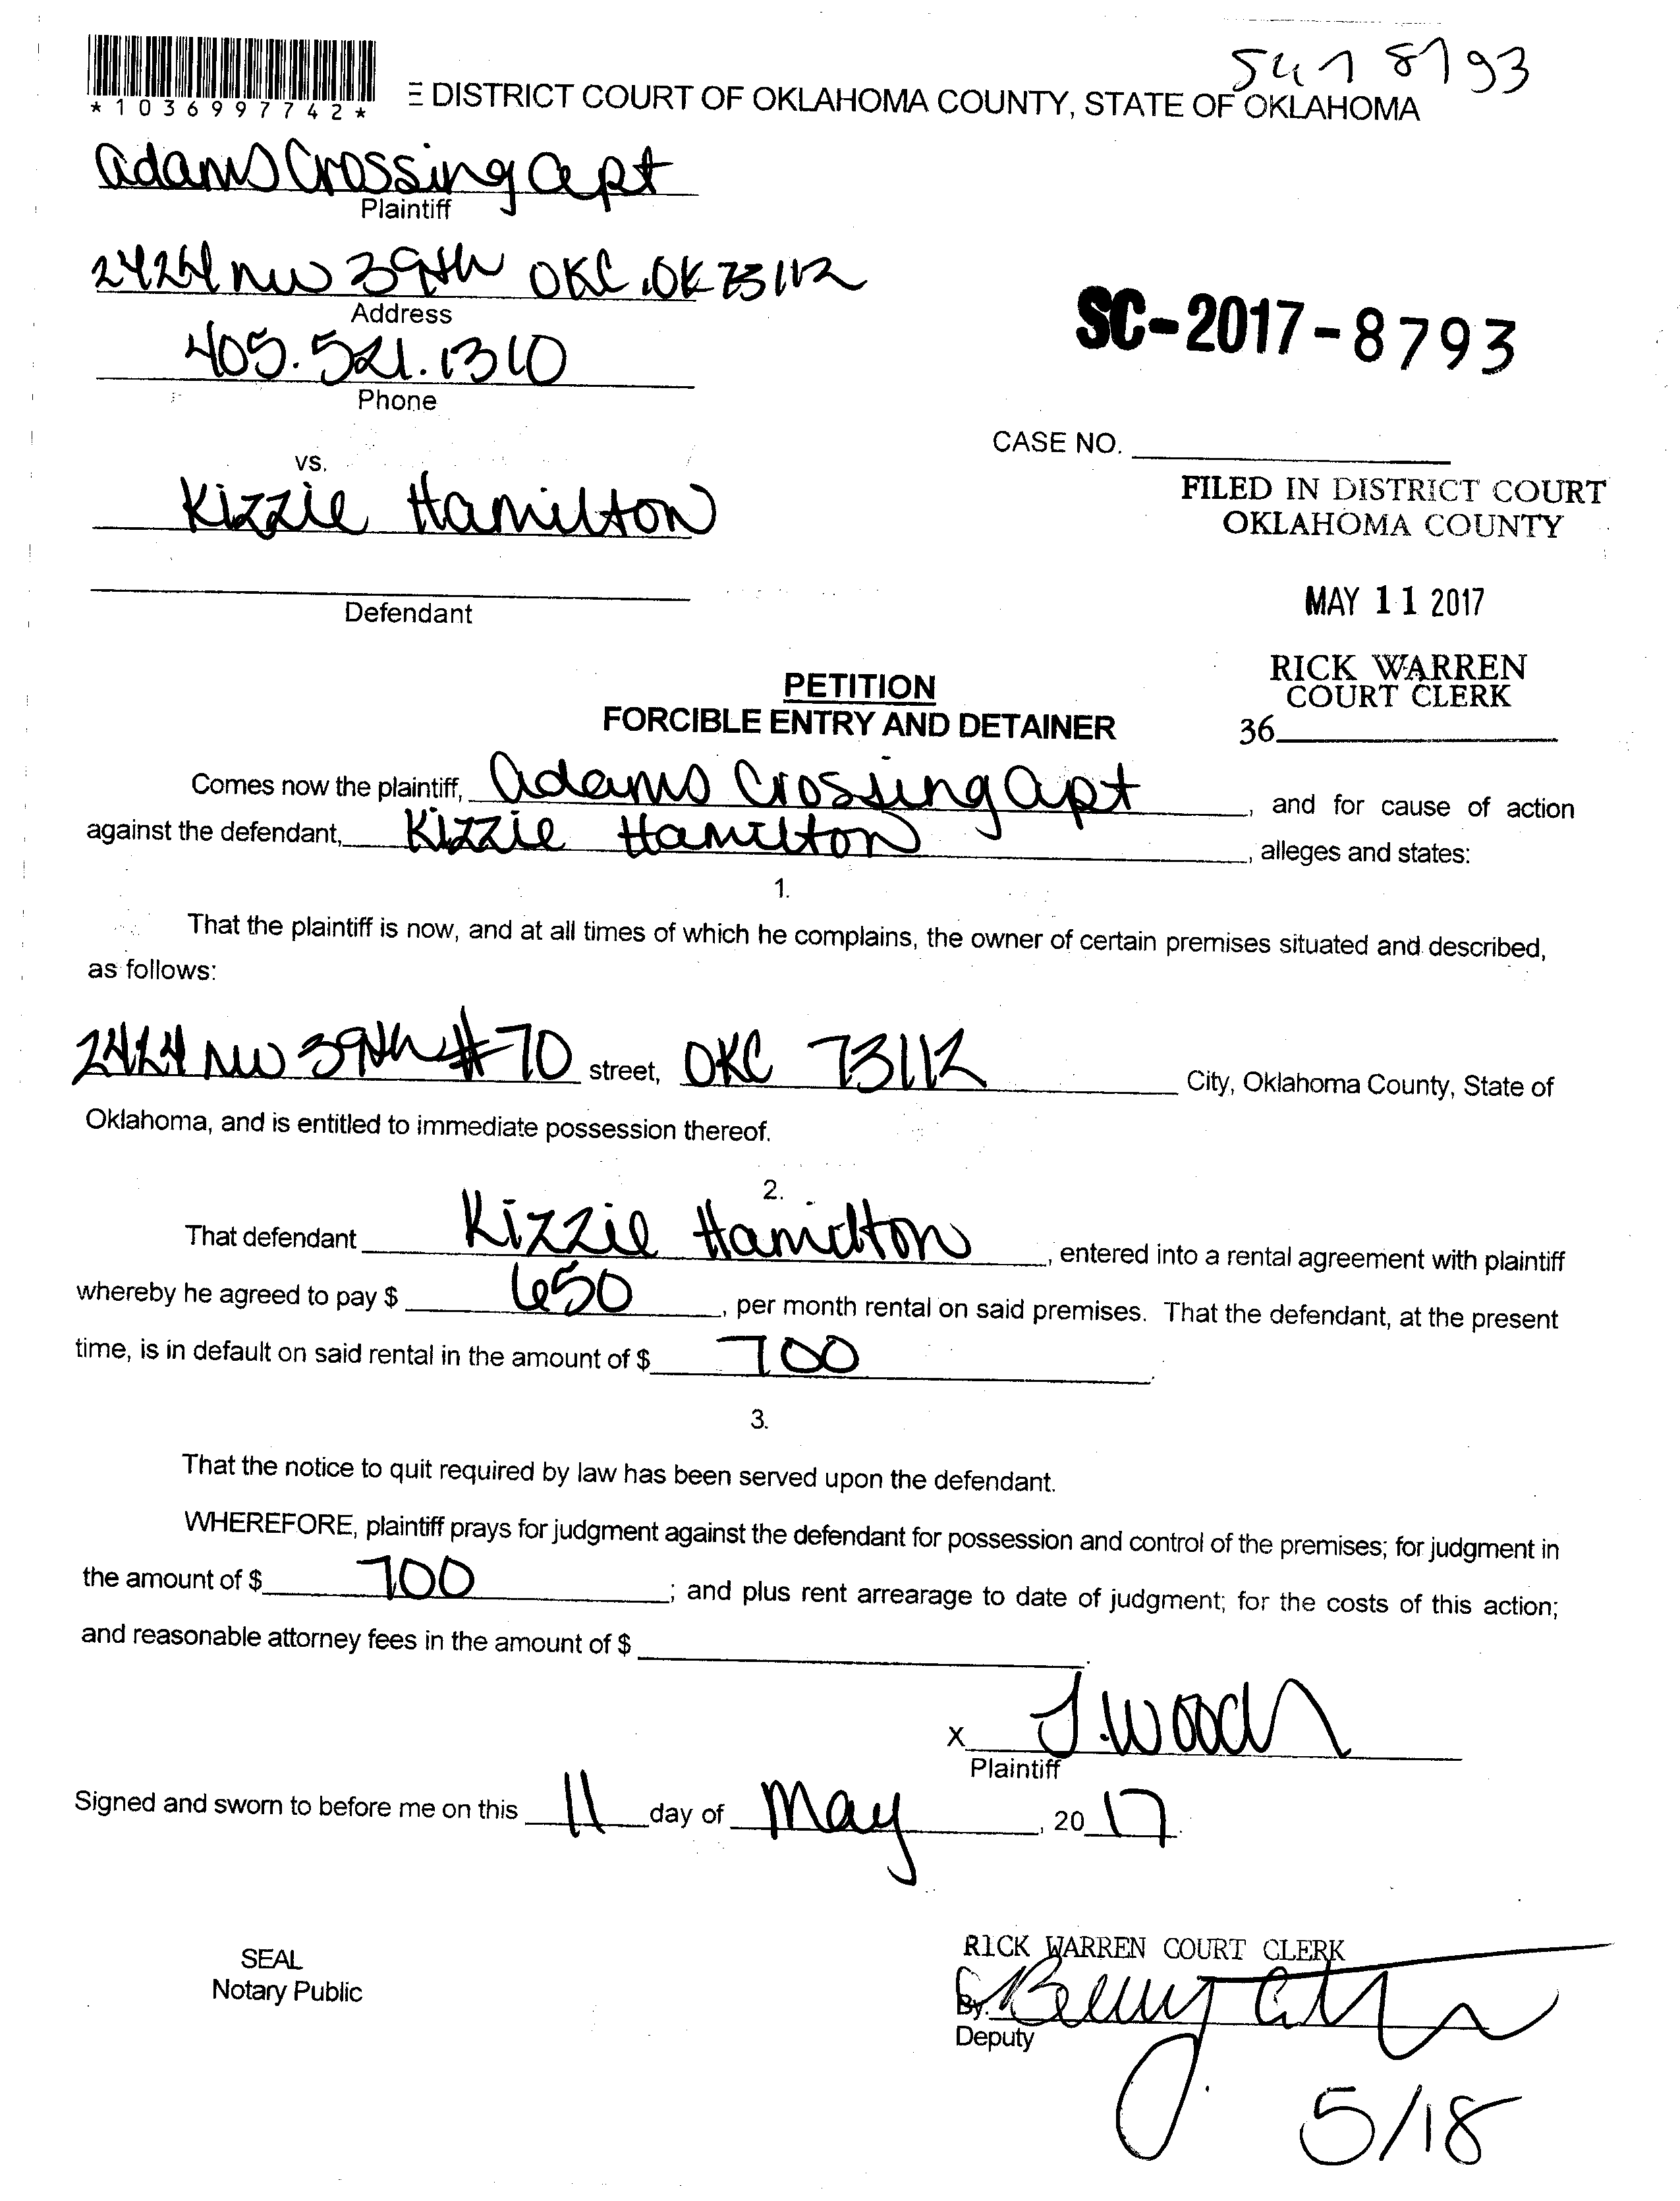 8793
*1036997742*
E DISTRICT COURT OF OKLAHOMA COUNTY, STATE OF OKLAHOMA
Adams Crossing Apt
Plaintiff
2424 NW 39th OKC, OK 73112
Address
405.521.1310
Phone
SC-2017-8793
CASE NO.
vs.
Kizzie Hamilton
Defendant
FILED IN DISTRICT COURT
OKLAHOMA COUNTY
MAY 11 2017
RICK WARREN
COURT CLERK
36
PETITION
FORCIBLE ENTRY AND DETAINER
Comes now the plaintiff, Adams Crossing Apt, and for cause of action
against the defendant, Kizzie Hamilton, alleges and states:
1.
That the plaintiff is now, and at all times of which he complains, the owner of certain premises situated and described,
as follows:
2424 NW 39th #70 street, OKC 73112 City, Oklahoma County, State of
Oklahoma, and is entitled to immediate possession thereof.
2.
That defendant Kizzie Hamilton, entered into a rental agreement with plaintiff
whereby he agreed to pay $ 650, per month rental on said premises. That the defendant, at the present
time, is in default on said rental in the amount of $ 700.
3.
That the notice to quit required by law has been served upon the defendant.
WHEREFORE, plaintiff prays for judgment against the defendant for possession and control of the premises; for judgment in
the amount of $ 700; and plus rent arrearage to date of judgment; for the costs of this action;
and reasonable attorney fees in the amount of $ .
X J. Woods
Plaintiff
Signed and sworn to before me on this 11 day of May, 2017.
SEAL
Notary Public
RICK WARREN COURT CLERK
By.
Deputy
5/18